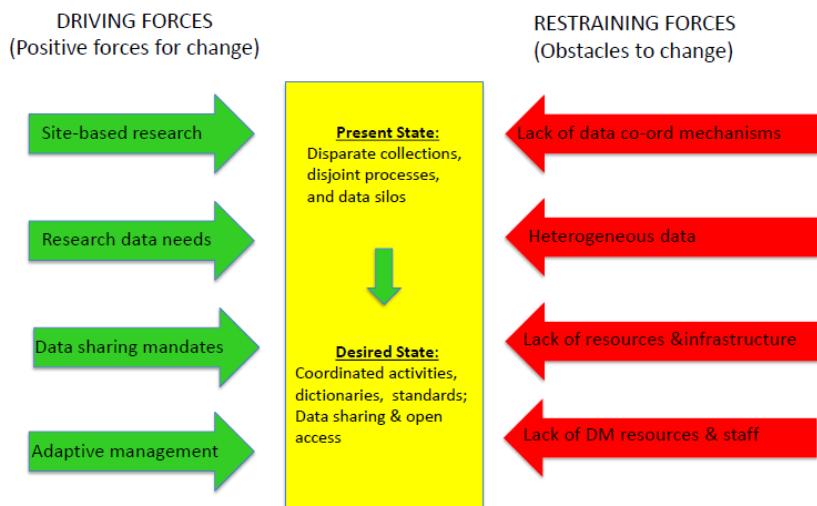 DRIVING FORCES
(Positive forces for change)
RESTRAINING FORCES
(Obstacles to change)
Site-based research
Research data needs
Data sharing mandates
Adaptive management
Present State:
Disparate collections,
disjoint processes,
and data silos
Desired State:
Coordinated activities,
dictionaries, standards;
Data sharing & open
access
Lack of data co-ord mechanisms
Heterogeneous data
Lack of resources &infrastructure
Lack of DM resources & staff